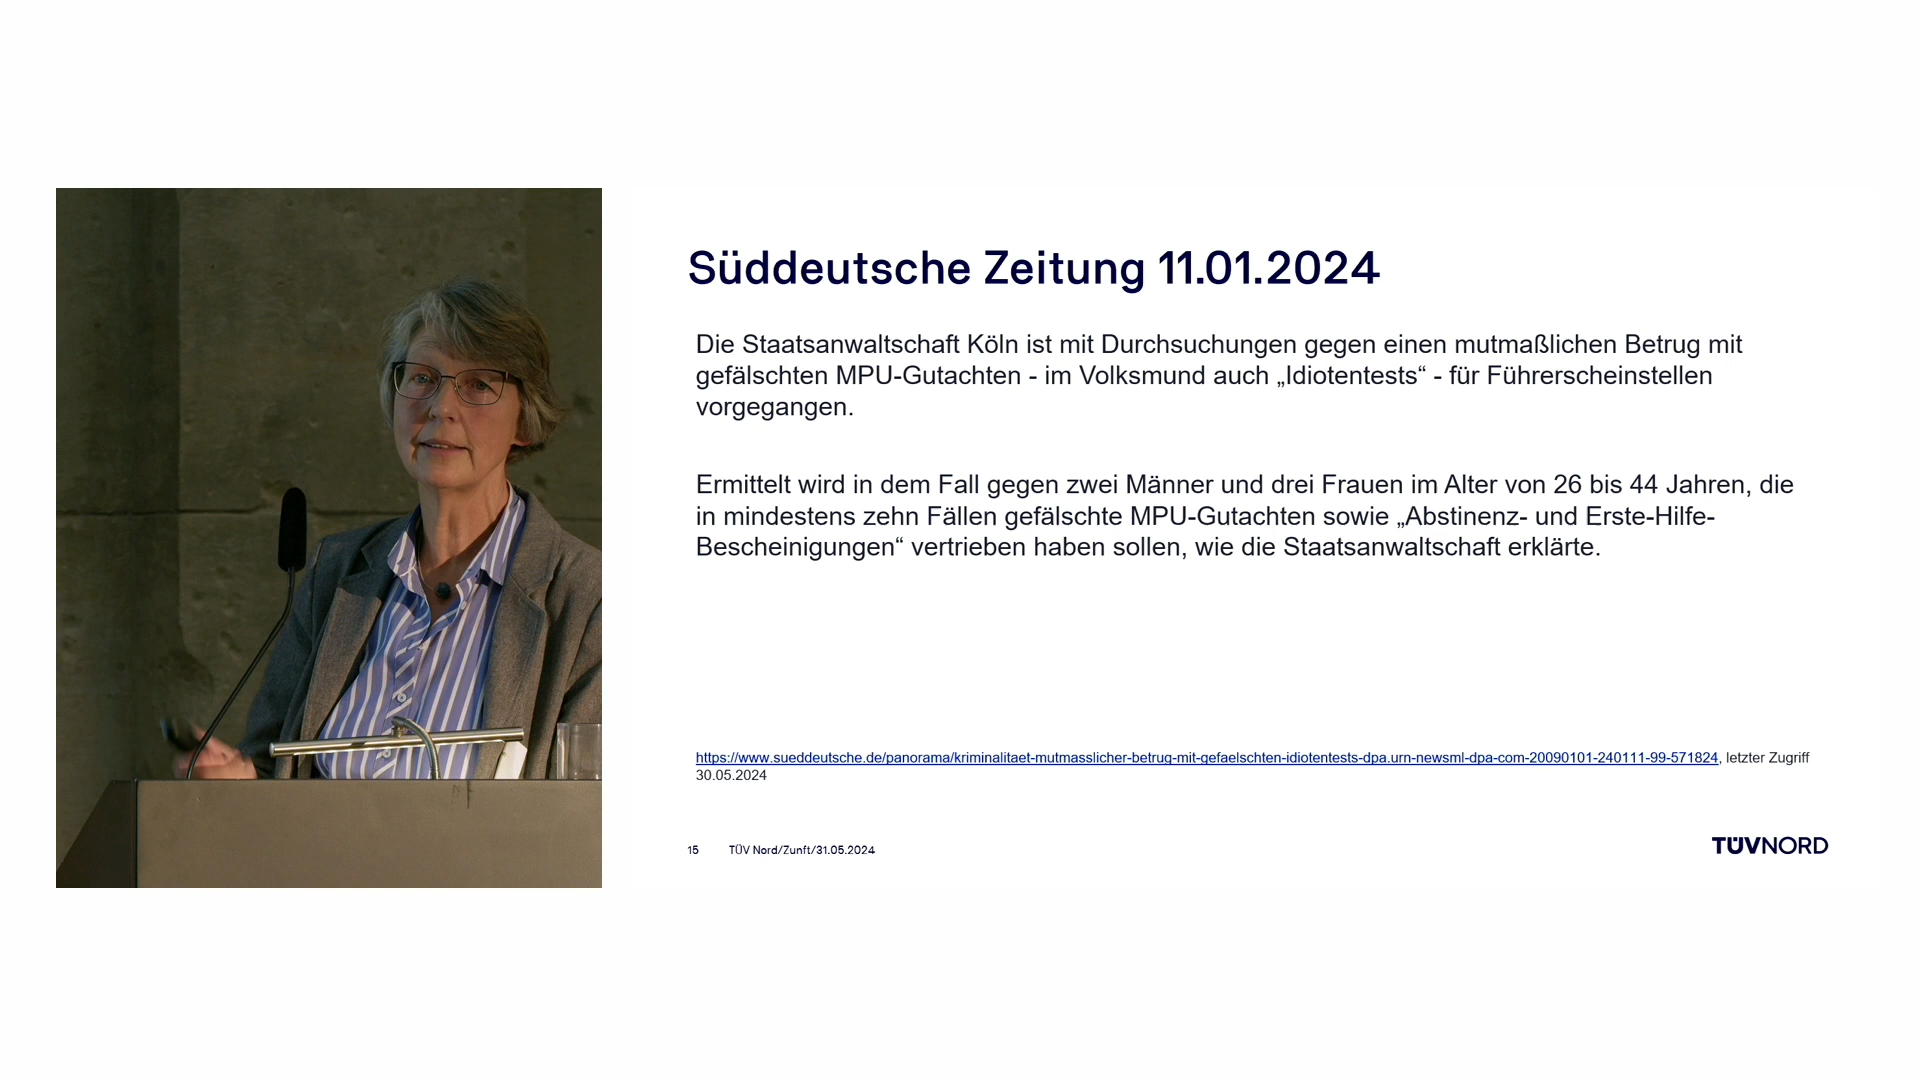 Süddeutsche Zeitung 11.01.2024
Die Staatsanwaltschaft Köln ist mit Durchsuchungen gegen einen mutmaßlichen Betrug mit
gefälschten MPU-Gutachten - im Volksmund auch „Idiotentests“ - für Führerscheinstellen
vorgegangen.
Ermittelt wird in dem Fall gegen zwei Männer und drei Frauen im Alter von 26 bis 44 Jahren, die
in mindestens zehn Fällen gefälschte MPU-Gutachten sowie „Abstinenz- und Erste-Hilfe-
Bescheinigungen“ vertrieben haben sollen, wie die Staatsanwaltschaft erklärte.
https://www.sueddeutsche.de/panorama/kriminalitaet-mutmasslicher-betrug-mit-gefaelschten-idiotentests-dpa.urn-newsml-dpa-com-20090101-240111-99-571824, letzter Zugriff
30.05.2024
15 TÜV Nord/Zunft/31.05.2024
TÜVNORD